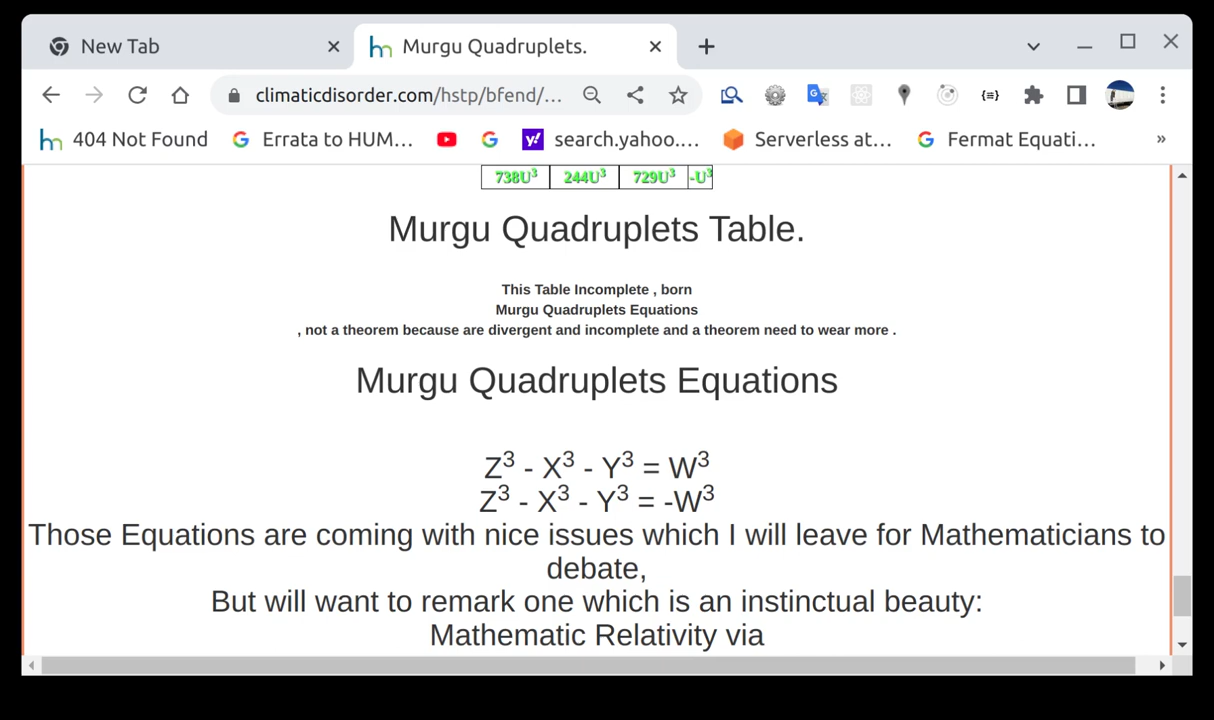 New Tab
Murgu Quadruplets.
climaticdisorder.com/hstp/bfend/...
404 Not Found
Errata to HUM...
search.yahoo....
Serverless at...
Fermat Equati...
»
738U³ 244U³ 729U³ -U³
Murgu Quadruplets Table.
This Table Incomplete , born
Murgu Quadruplets Equations
, not a theorem because are divergent and incomplete and a theorem need to wear more .
Murgu Quadruplets Equations
Z³ - X³ - Y³ = W³
Z³ - X³ - Y³ = -W³
Those Equations are coming with nice issues which I will leave for Mathematicians to
debate,
But will want to remark one which is an instinctual beauty:
Mathematic Relativity via